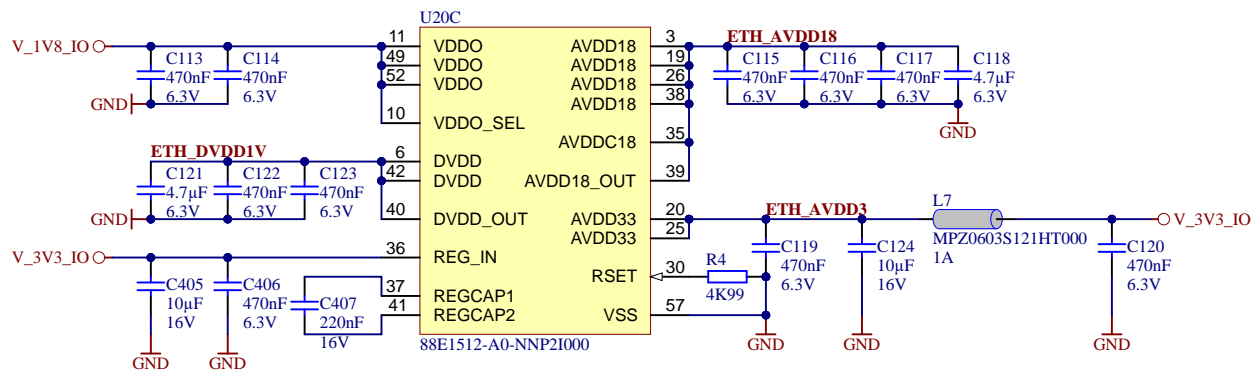 U20C
V_1V8_IO
C113
470nF
6.3V
C114
470nF
6.3V
GND
11
49
52
10
VDDO
VDDO
VDDO
VDDO_SEL
AVDD18
AVDD18
AVDD18
AVDD18
AVDDC18
AVDD18_OUT
3
19
26
38
35
39
ETH_AVDD18
C115
470nF
6.3V
C116
470nF
6.3V
C117
470nF
6.3V
C118
4.7µF
6.3V
GND
ETH_DVDD1V
C121
4.7µF
6.3V
C122
470nF
6.3V
C123
470nF
6.3V
GND
6
42
40
DVDD
DVDD
DVDD_OUT
AVDD33
AVDD33
20
25
ETH_AVDD3
C119
470nF
6.3V
C124
10µF
16V
L7
MPZ0603S121HT000
1A
V_3V3_IO
C120
470nF
6.3V
V_3V3_IO
36
REG_IN
C405
10µF
16V
C406
470nF
6.3V
C407
220nF
16V
37
41
REGCAP1
REGCAP2
RSET
30
R4
4K99
VSS
57
GND
GND
GND
GND
GND
88E1512-A0-NNP2I000